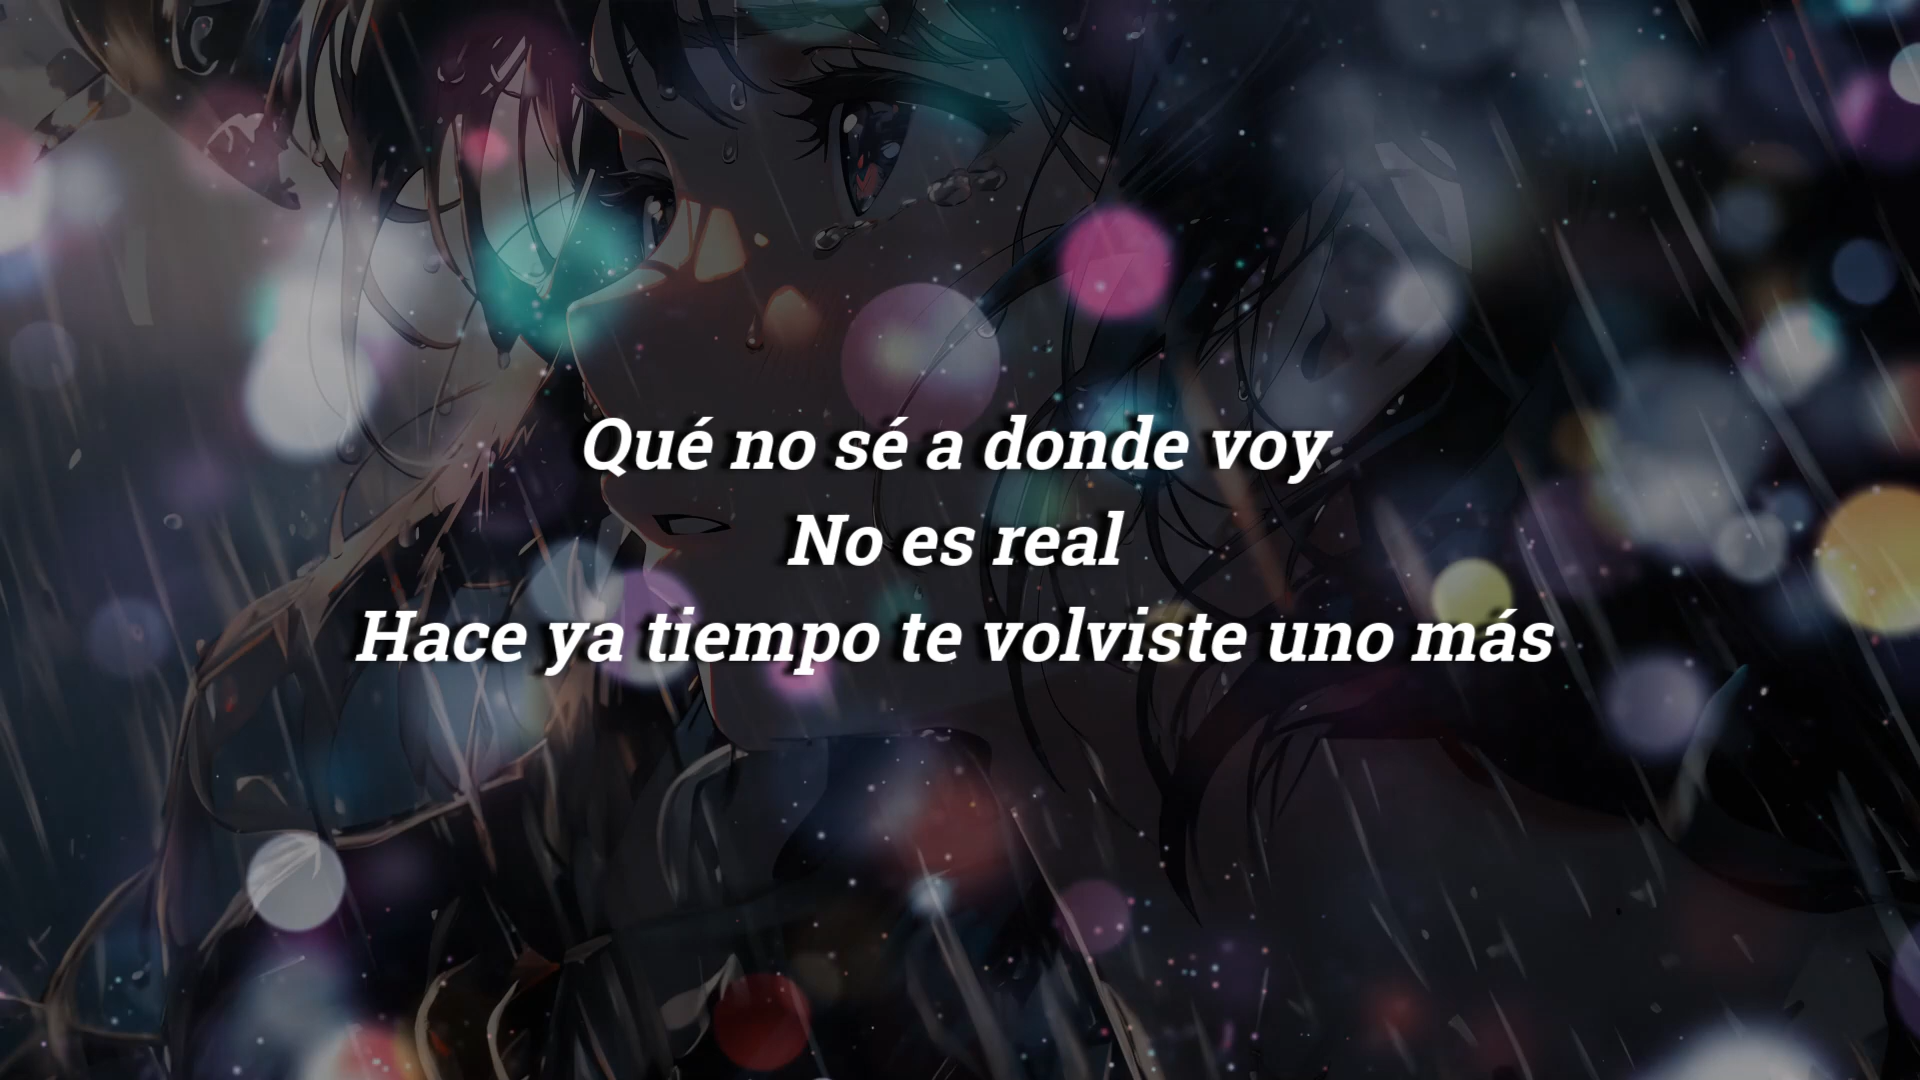 Qué no sé a donde voy
No es real
Hace ya tiempo te volviste uno más